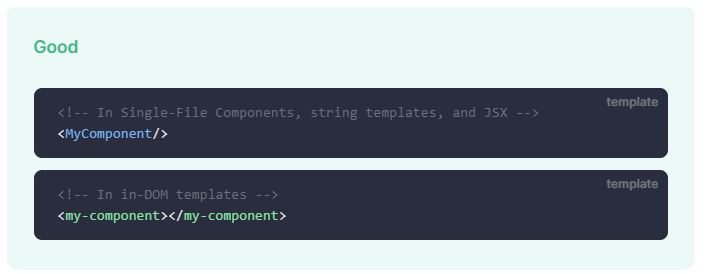 Good
template
<!-- In Single-File Components, string templates, and JSX -->
<MyComponent/>
template
<!-- In in-DOM templates -->
<my-component></my-component>